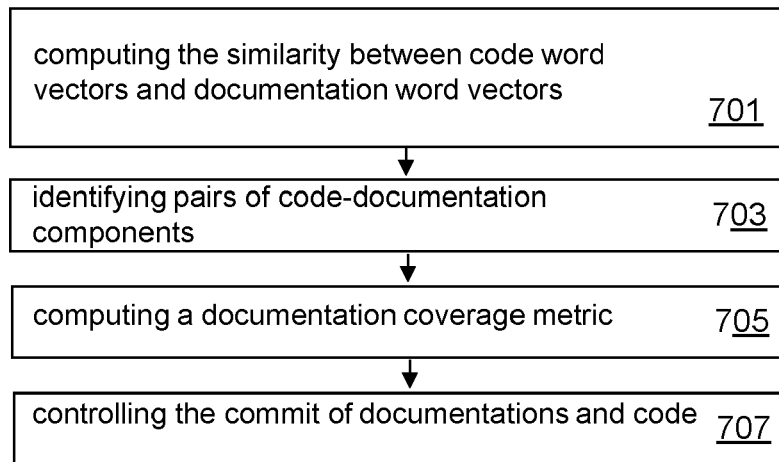 computing the similarity between code word
vectors and documentation word vectors
701
identifying pairs of code-documentation
components
703
computing a documentation coverage metric 705
controlling the commit of documentations and code 707